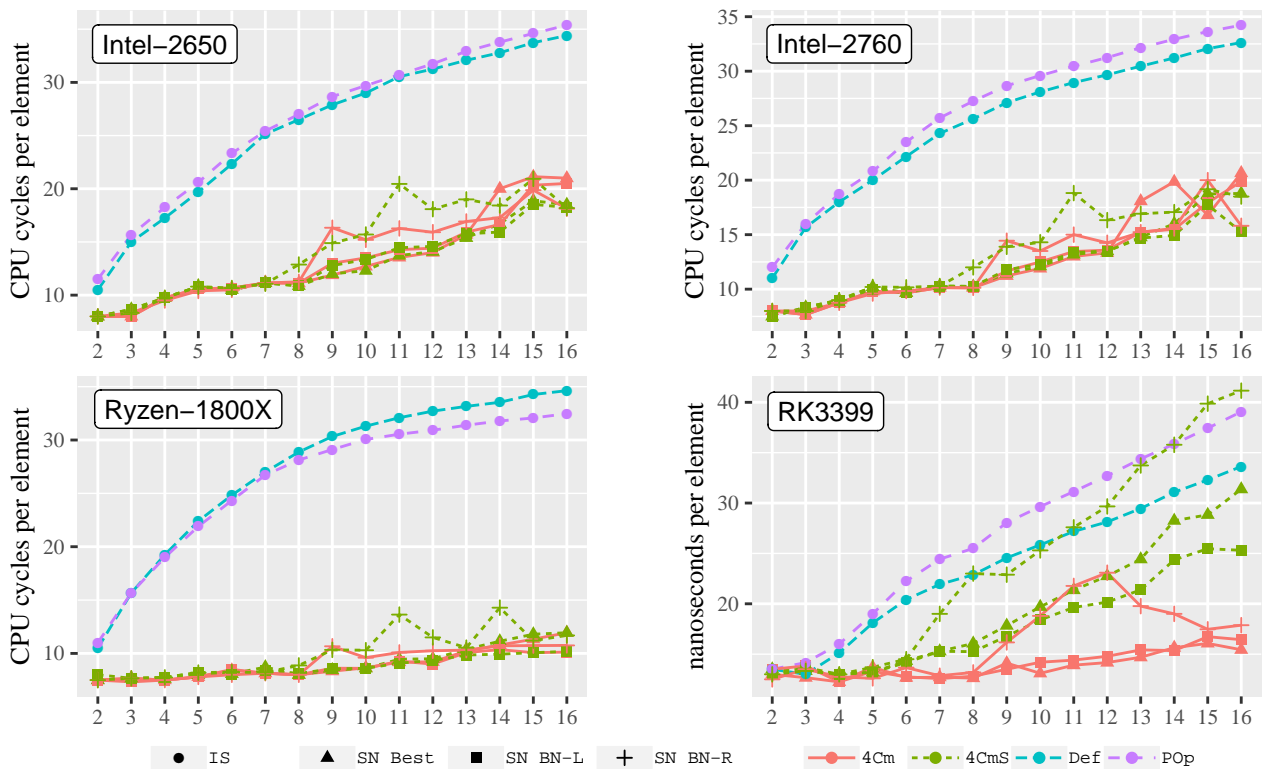 Intel−2650
CPU cycles per element
30
20
10
2 3 4 5 6 7 8 9 10 11 12 13 14 15 16
Intel−2760
CPU cycles per element
35
30
25
20
15
10
2 3 4 5 6 7 8 9 10 11 12 13 14 15 16
Ryzen−1800X
CPU cycles per element
30
20
10
2 3 4 5 6 7 8 9 10 11 12 13 14 15 16
RK3399
nanoseconds per element
40
30
20
2 3 4 5 6 7 8 9 10 11 12 13 14 15 16
IS SN Best SN BN-L SN BN-R 4Cm 4CmS Def POp